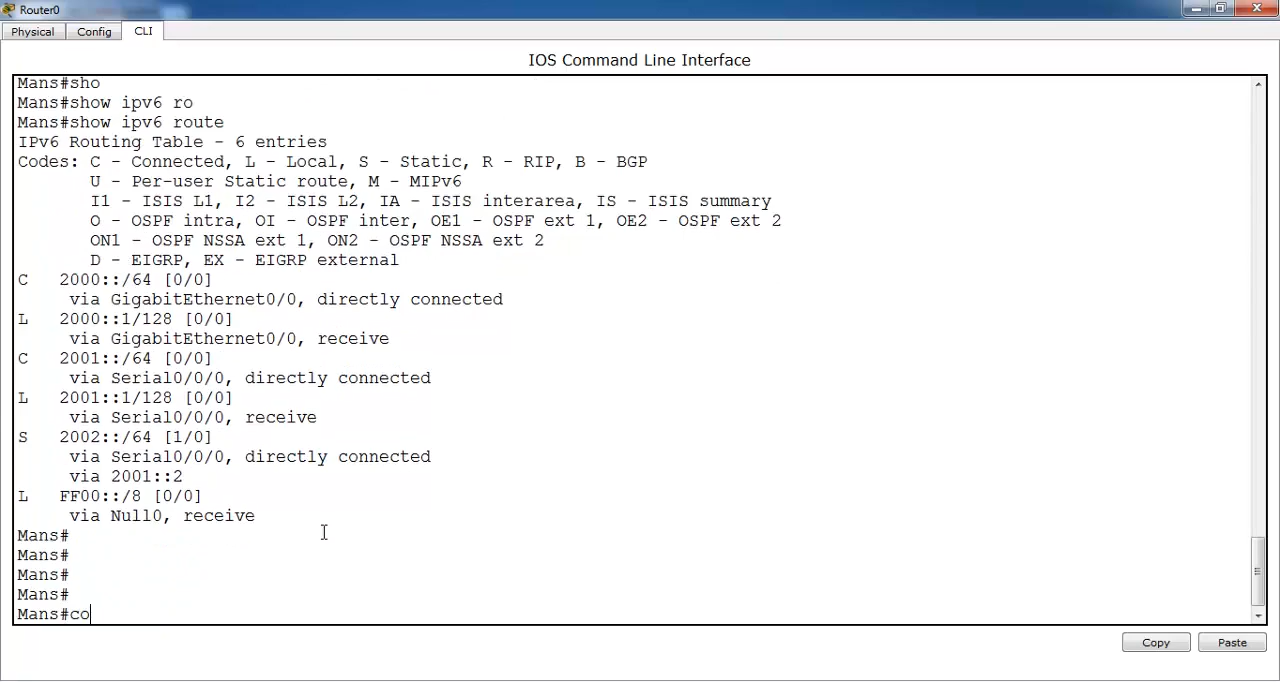 Router0
Physical Config CLI
IOS Command Line Interface
Mans#sho
Mans#show ipv6 ro
Mans#show ipv6 route
IPv6 Routing Table - 6 entries
Codes: C - Connected, L - Local, S - Static, R - RIP, B - BGP
U - Per-user Static route, M - MIPv6
I1 - ISIS L1, I2 - ISIS L2, IA - ISIS interarea, IS - ISIS summary
O - OSPF intra, OI - OSPF inter, OE1 - OSPF ext 1, OE2 - OSPF ext 2
ON1 - OSPF NSSA ext 1, ON2 - OSPF NSSA ext 2
D - EIGRP, EX - EIGRP external
C 2000::/64 [0/0]
via GigabitEthernet0/0, directly connected
L 2000::1/128 [0/0]
via GigabitEthernet0/0, receive
C 2001::/64 [0/0]
via Serial0/0/0, directly connected
L 2001::1/128 [0/0]
via Serial0/0/0, receive
S 2002::/64 [1/0]
via Serial0/0/0, directly connected
via 2001::2
L FF00::/8 [0/0]
via Null0, receive
Mans#
Mans#
Mans#
Mans#
Mans#co
Copy Paste